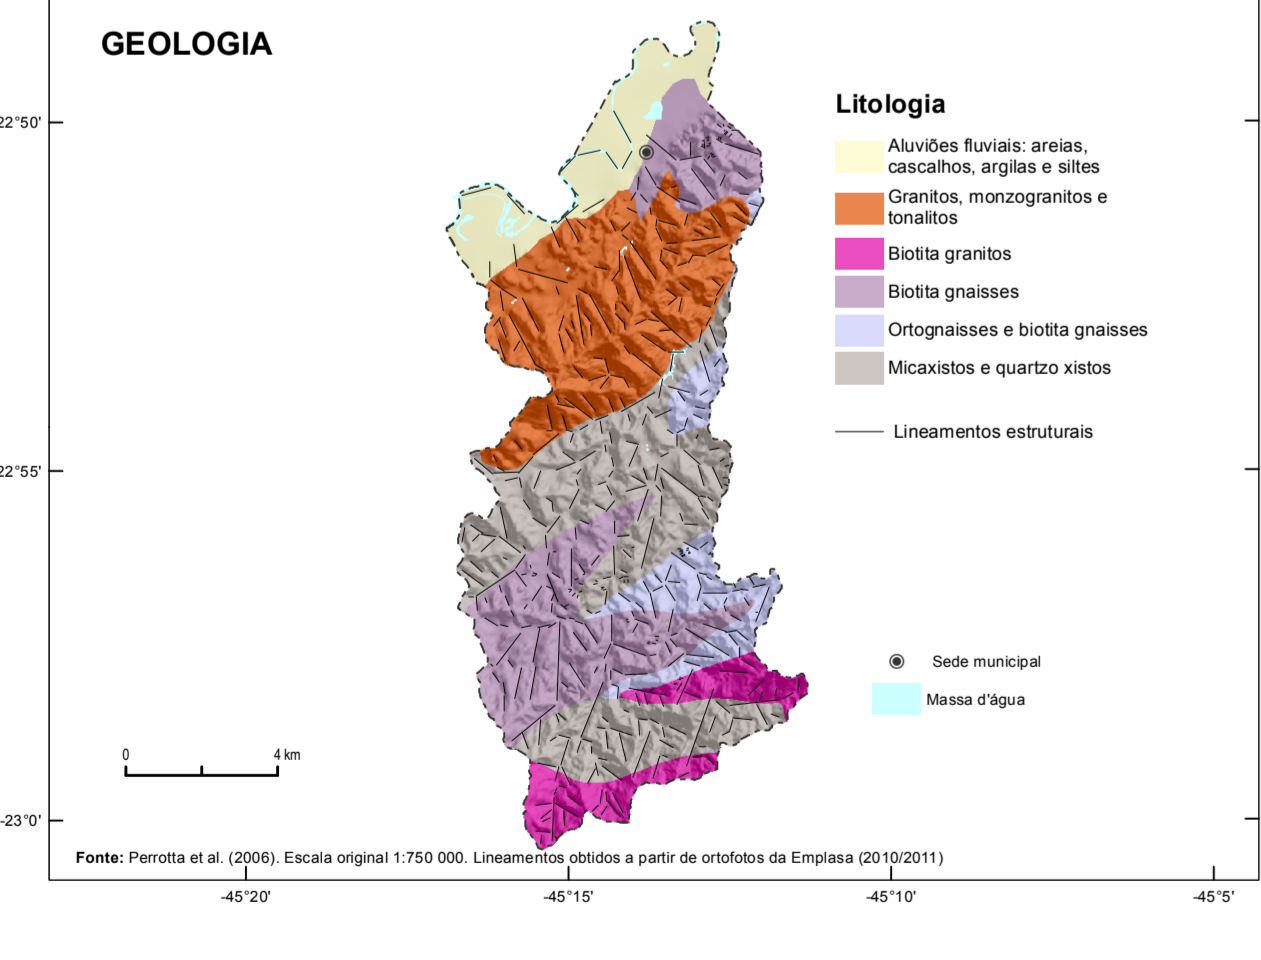 GEOLOGIA
22°50'
22°55'
-23°0'
Litologia
Aluviões fluviais: areias,
cascalhos, argilas e siltes
Granitos, monzogranitos e
tonalitos
Biotita granitos
Biotita gnaisses
Ortognaisses e biotita gnaisses
Micaxistos e quartzo xistos
Lineamentos estruturais
Sede municipal
Massa d'água
0 4 km
Fonte: Perrotta et al. (2006). Escala original 1:750 000. Lineamentos obtidos a partir de ortofotos da Emplasa (2010/2011)
-45°20' -45°15' -45°10' -45°5'